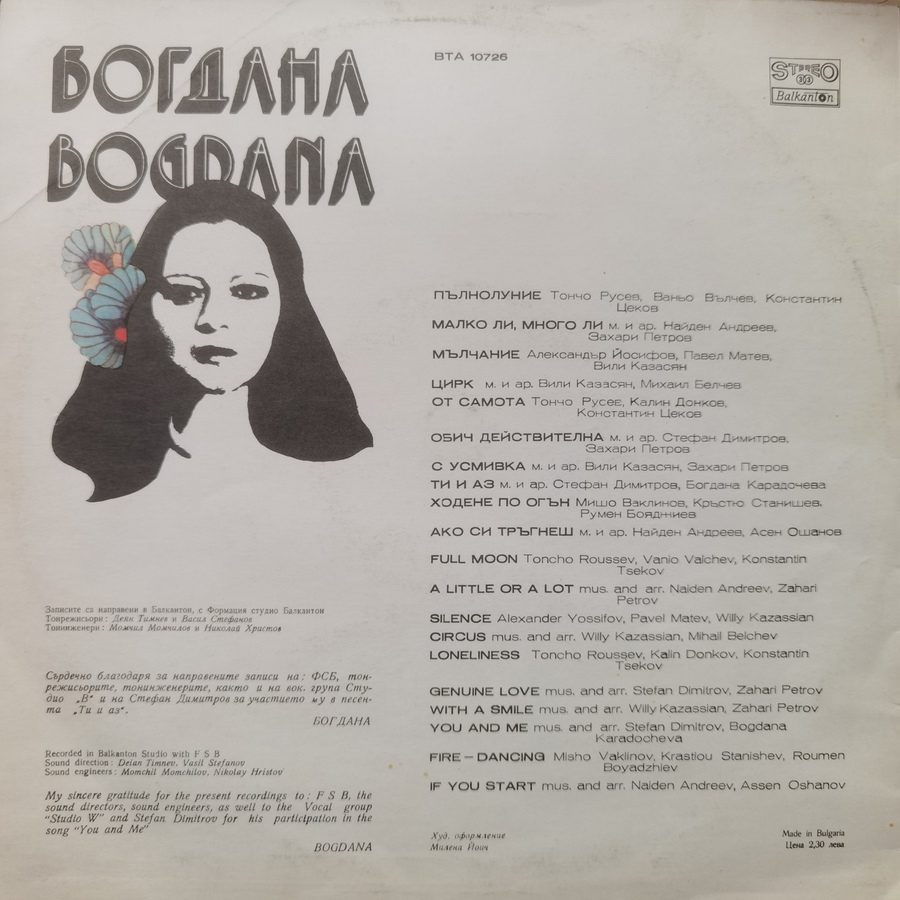 БОГДАНА
BOGDANA
ВТА 10726
STEREO
33
Balkanton
ПЪЛНОЛУНИЕ Тончо Русев, Ваньо Вълчев, Константин
Цеков
МАЛКО ЛИ, МНОГО ЛИ м. и ар. Найден Андреев,
Захари Петров
МЪЛЧАНИЕ Александър Йосифов, Павел Матев,
Вили Казасян
ЦИРК м. и ар. Вили Казасян, Михаил Белчев
ОТ САМОТА Тончо Русев, Калин Донков,
Константин Цеков
ОБИЧ ДЕЙСТВИТЕЛНА м. и ар. Стефан Димитров,
Захари Петров
С УСМИВКА м. и ар. Вили Казасян, Захари Петров
ТИ И АЗ м. и ар. Стефан Димитров, Богдана Карадочева
ХОДЕНЕ ПО ОГЪН Мишо Ваклинов, Кръстю Станишев,
Румен Бояджиев
АКО СИ ТРЪГНЕШ м. и ар. Найден Андреев, Асен Ошанов
FULL MOON Toncho Roussev, Vanio Valchev, Konstantin
Tsekov
A LITTLE OR A LOT mus. and arr. Naiden Andreev, Zahari
Petrov
SILENCE Alexander Yossifov, Pavel Matev, Willy Kazassian
CIRCUS mus. and arr. Willy Kazassian, Mihail Belchev
LONELINESS Toncho Roussev, Kalin Donkov, Konstantin
Tsekov
GENUINE LOVE mus. and arr. Stefan Dimitrov, Zahari Petrov
WITH A SMILE mus. and arr. Willy Kazassian, Zahari Petrov
YOU AND ME mus. and arr. Stefan Dimitrov, Bogdana
Karadocheva
FIRE–DANCING Misho Vaklinov, Krastiou Stanishev, Roumen
Boyadzhiev
IF YOU START mus. and arr. Naiden Andreev, Assen Oshanov
Записите са направени в Балкантон, с Формация студио Балкантон
Тонрежисьори: Деян Тимнев и Васил Стефанов
Тонинженери: Момчил Момчилов и Николай Христов
Сърдечно благодаря за направените записи на: ФСБ, тон-
режисьорите, тонинженерите, както и на вок. група Сту-
дио „В“ и на Стефан Димитров за участието му в песен-
та „Ти и аз“.
БОГДАНА
Recorded in Balkanton Studio with F S B
Sound direction: Deian Timnev, Vasil Stefanov
Sound engineers: Momchil Momchilov, Nikolay Hristov
My sincere gratitude for the present recordings to: F S B, the
sound directors, sound engineers, as well to the Vocal group
"Studio W" and Stefan Dimitrov for his participation in the
song "You and Me"
BOGDANA
Худ. оформление
Милена Йоич
Made in Bulgaria
Цена 2,30 лева